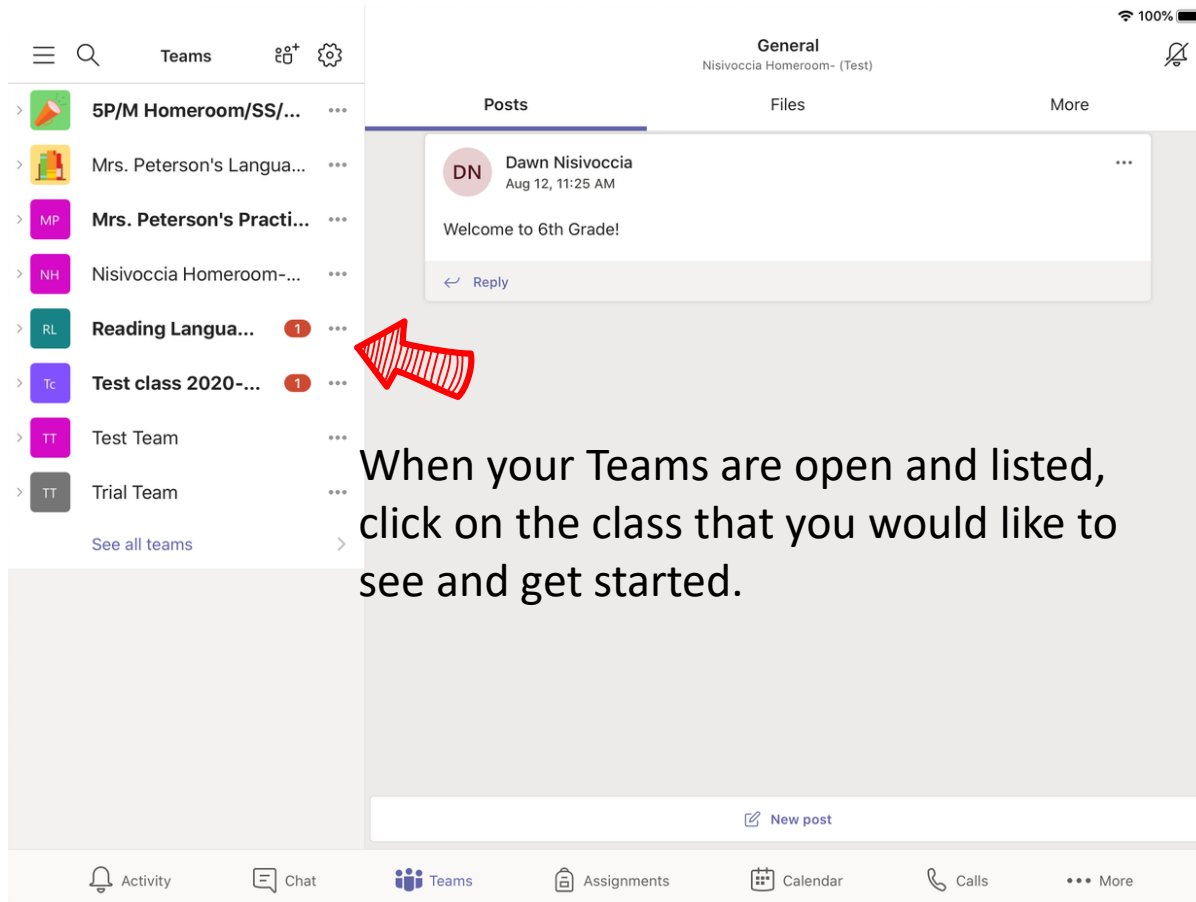 100%
Teams
General
Nisivoccia Homeroom- (Test)
Posts
Files
More
5P/M Homeroom/SS/...
Mrs. Peterson's Langua...
MP
Mrs. Peterson's Practi...
NH
Nisivoccia Homeroom-...
RL
Reading Langua...
1
Tc
Test class 2020-...
1
TT
Test Team
TT
Trial Team
See all teams
DN
Dawn Nisivoccia
Aug 12, 11:25 AM
Welcome to 6th Grade!
Reply
When your Teams are open and listed,
click on the class that you would like to
see and get started.
New post
Activity
Chat
Teams
Assignments
Calendar
Calls
More